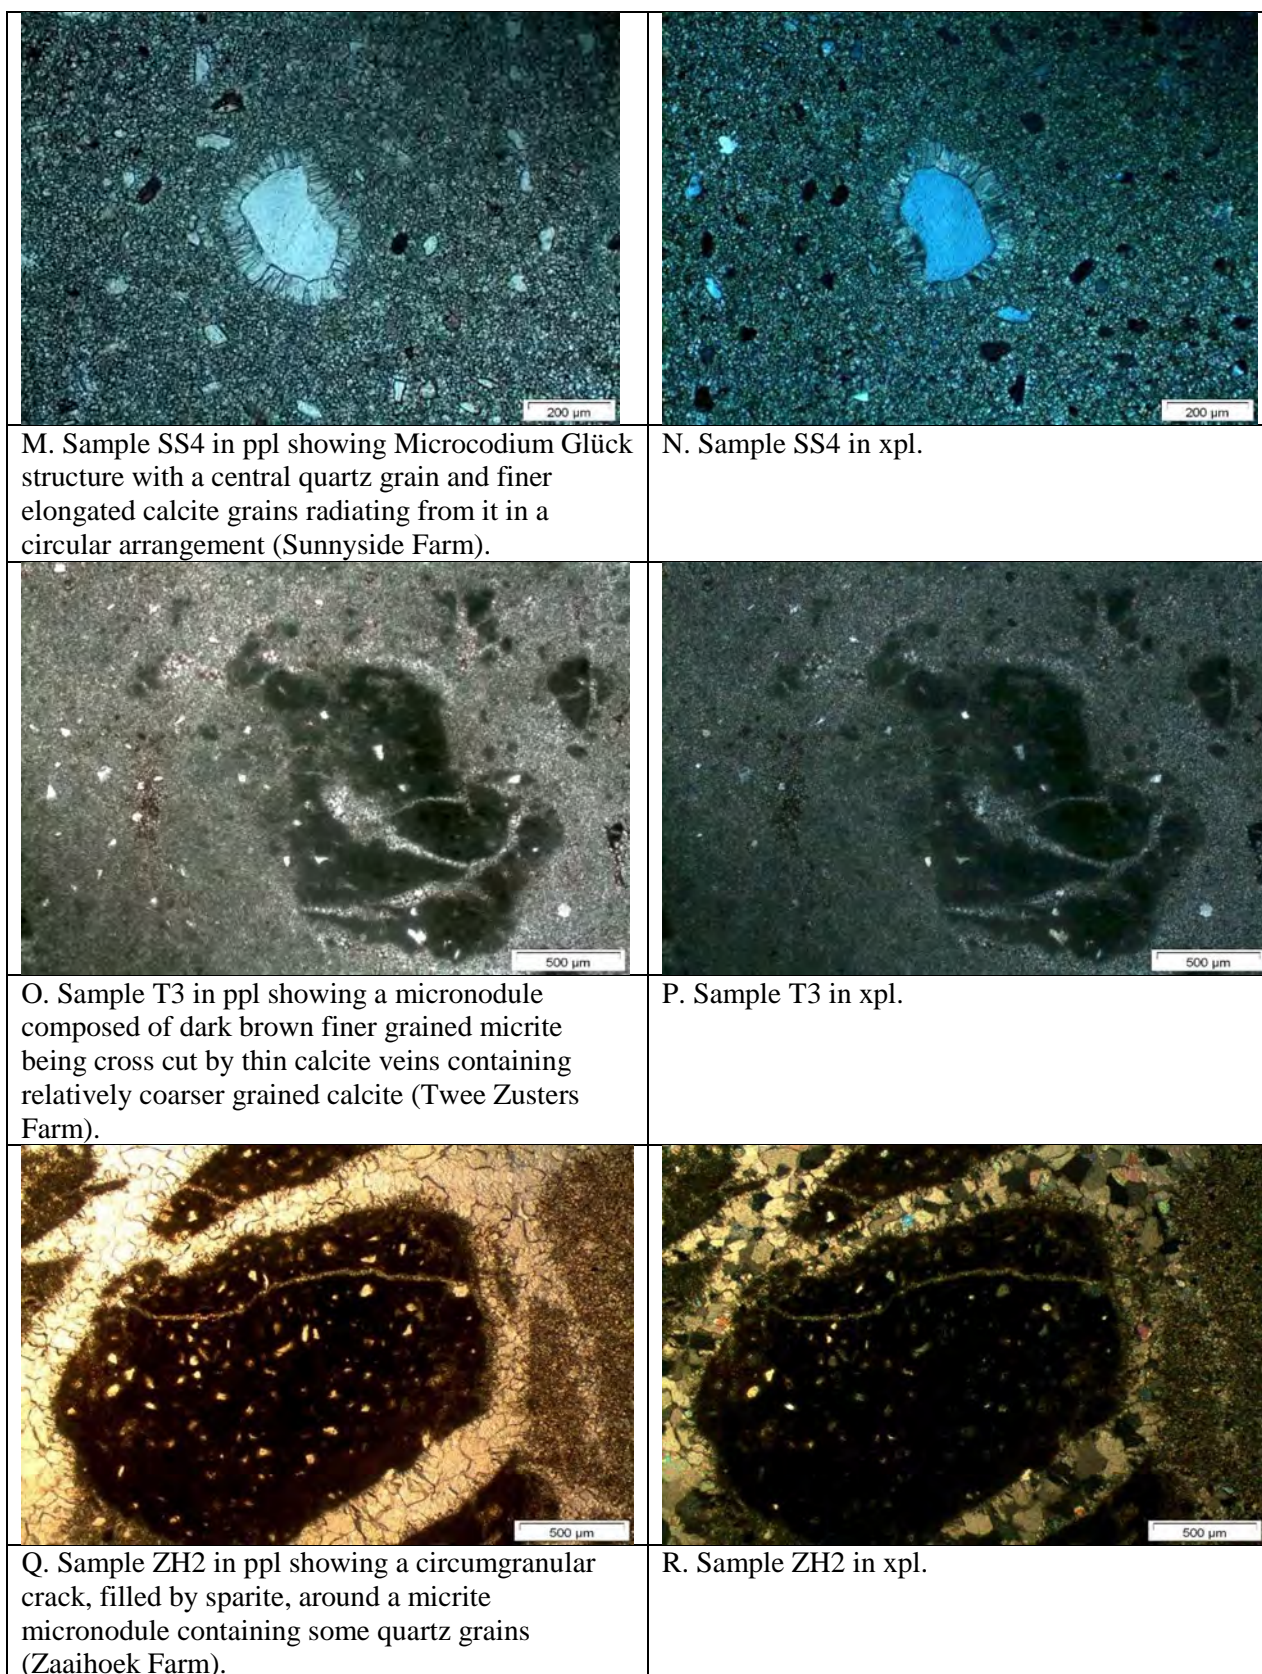 200 µm
200 µm
M. Sample SS4 in ppl showing Microcodium Glück
structure with a central quartz grain and finer
elongated calcite grains radiating from it in a
circular arrangement (Sunnyside Farm).
N. Sample SS4 in xpl.
500 µm
500 µm
O. Sample T3 in ppl showing a micronodule
composed of dark brown finer grained micrite
being cross cut by thin calcite veins containing
relatively coarser grained calcite (Twee Zusters
Farm).
P. Sample T3 in xpl.
500 µm
500 µm
Q. Sample ZH2 in ppl showing a circumgranular
crack, filled by sparite, around a micrite
micronodule containing some quartz grains
(Zaaihoek Farm).
R. Sample ZH2 in xpl.